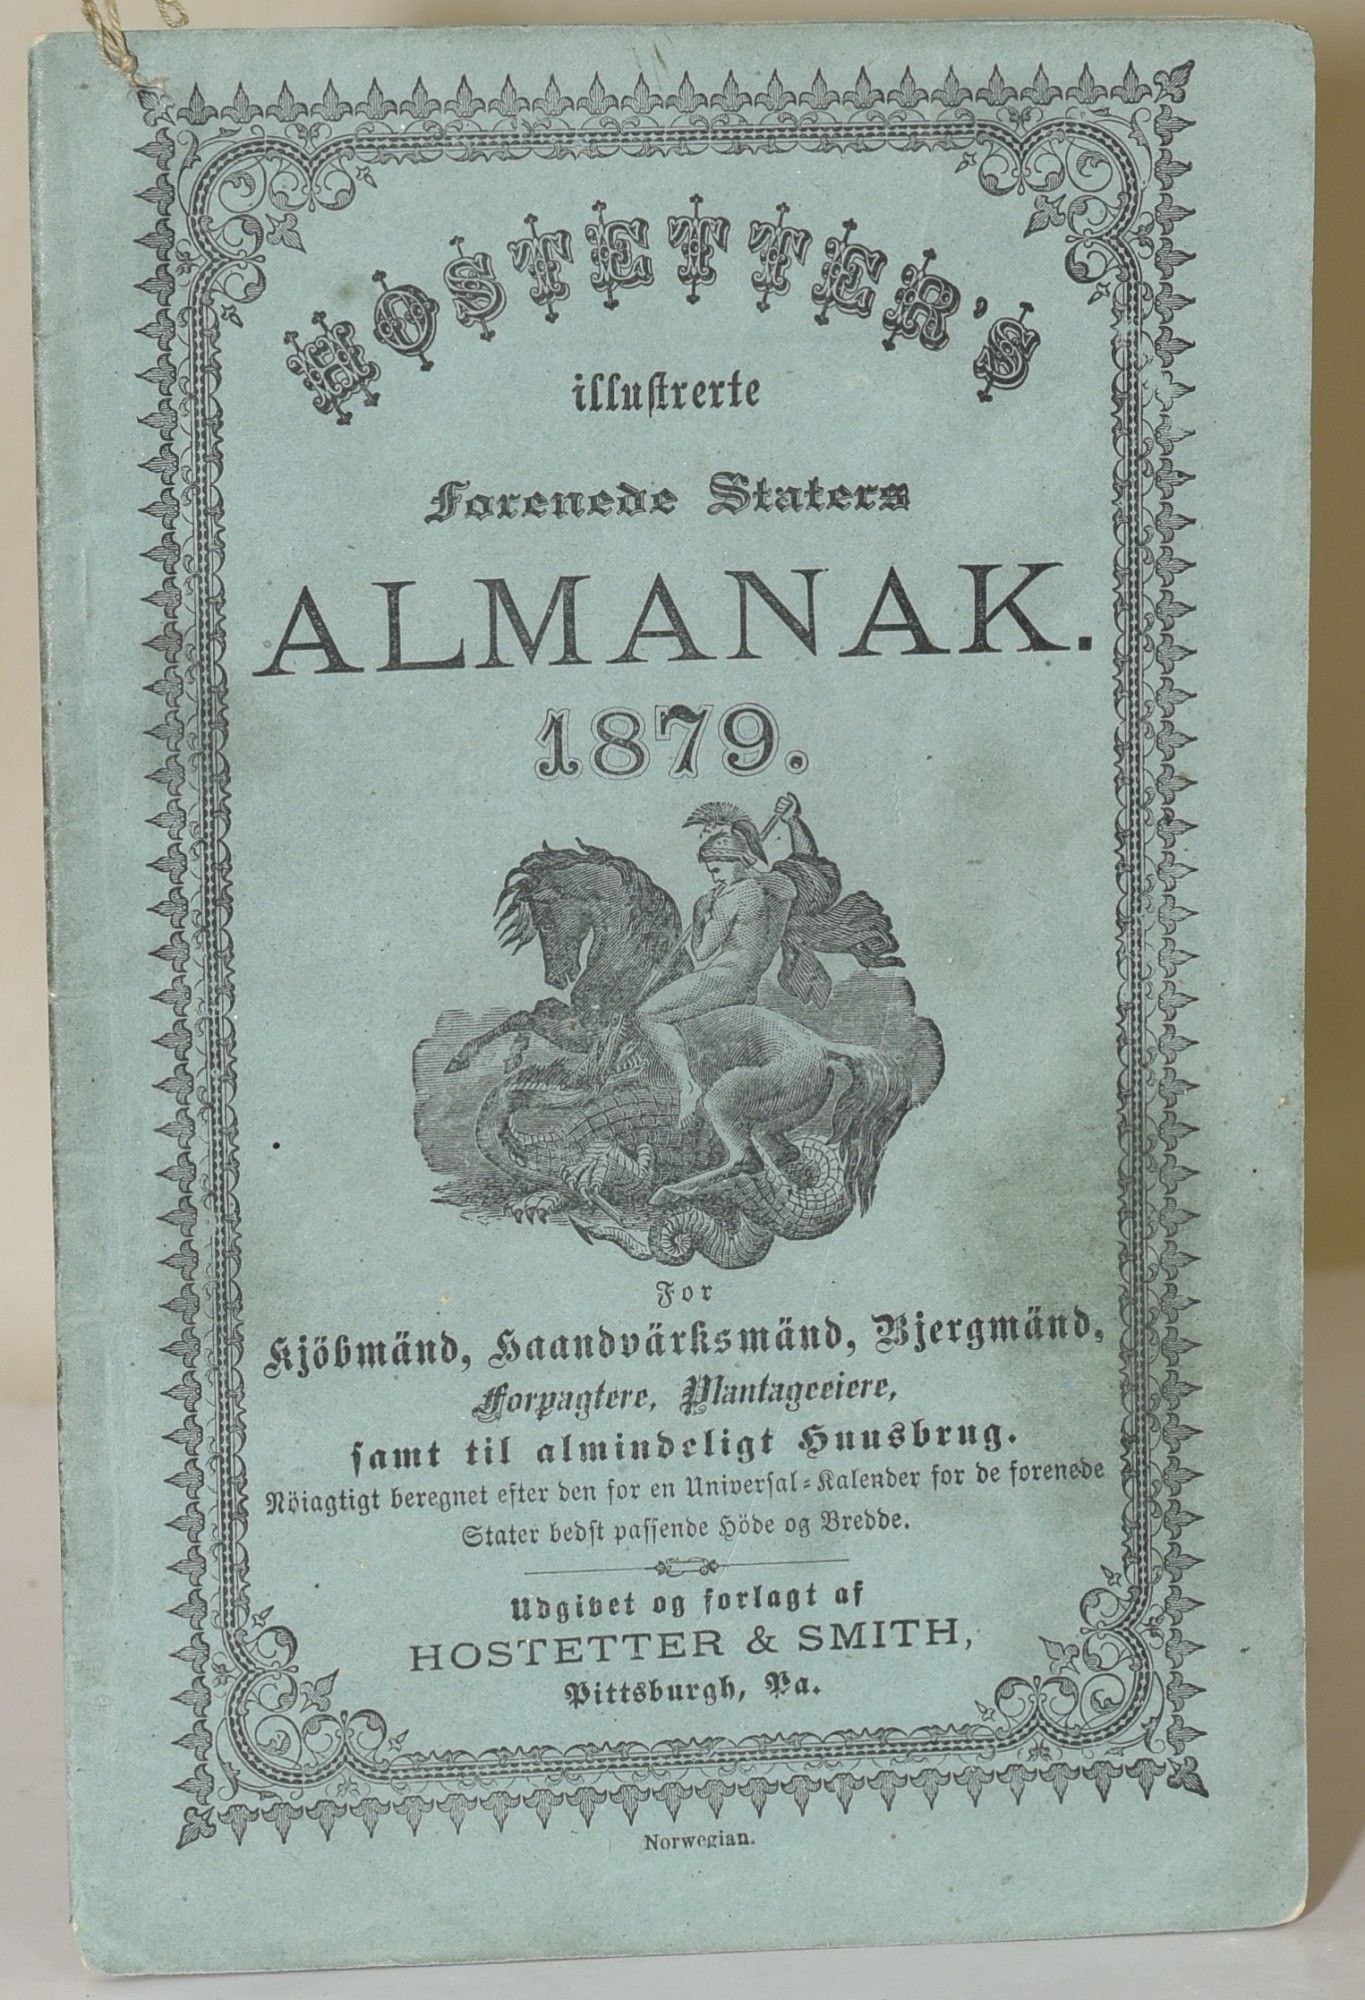 HOSTETTER'S
illustrerte
Forenede Staters
ALMANAK.
1879.
For
Kjöbmänd, Haandvärksmänd, Bjergmänd,
Forpagtere, Plantageeiere,
samt til almindeligt Huusbrug.
Nöiagtigt beregnet efter den for en Universal-Kalender for de forenede
Stater bedst passende Höde og Bredde.
Udgivet og forlagt af
HOSTETTER & SMITH,
Pittsburgh, Pa.
Norwegian.